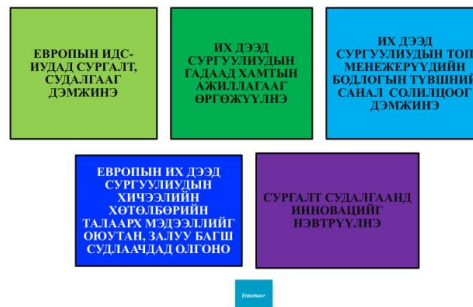 ЕВРОПЫН ИДС-
ИУДАД СУРГАЛТ,
СУДАЛГААГ
ДЭМЖИНЭ
ИХ ДЭЭД
СУРГУУЛИУДЫН
ГАДААД ХАМТЫН
АЖИЛЛАГААГ
ӨРГӨЖҮҮЛНЭ
ИХ ДЭЭД
СУРГУУЛИУДЫН ТОП
МЕНЕЖЕРҮҮДИЙН
БОДЛОГЫН ТҮВШНИЙ
САНАЛ СОЛИЛЦООГ
ДЭМЖИНЭ
ЕВРОПЫН ИХ ДЭЭД
СУРГУУЛИУДЫН
ХИЧЭЭЛИЙН
ХӨТӨЛБӨРИЙН
ТАЛААРХ МЭДЭЭЛЛИЙГ
ОЮУТАН, ЗАЛУУ БАГШ
СУДЛААЧДАД ОЛГОНО
СУРГАЛТ СУДАЛГААНД
ИННОВАЦИЙГ
НЭВТРҮҮЛНЭ
Erasmus+